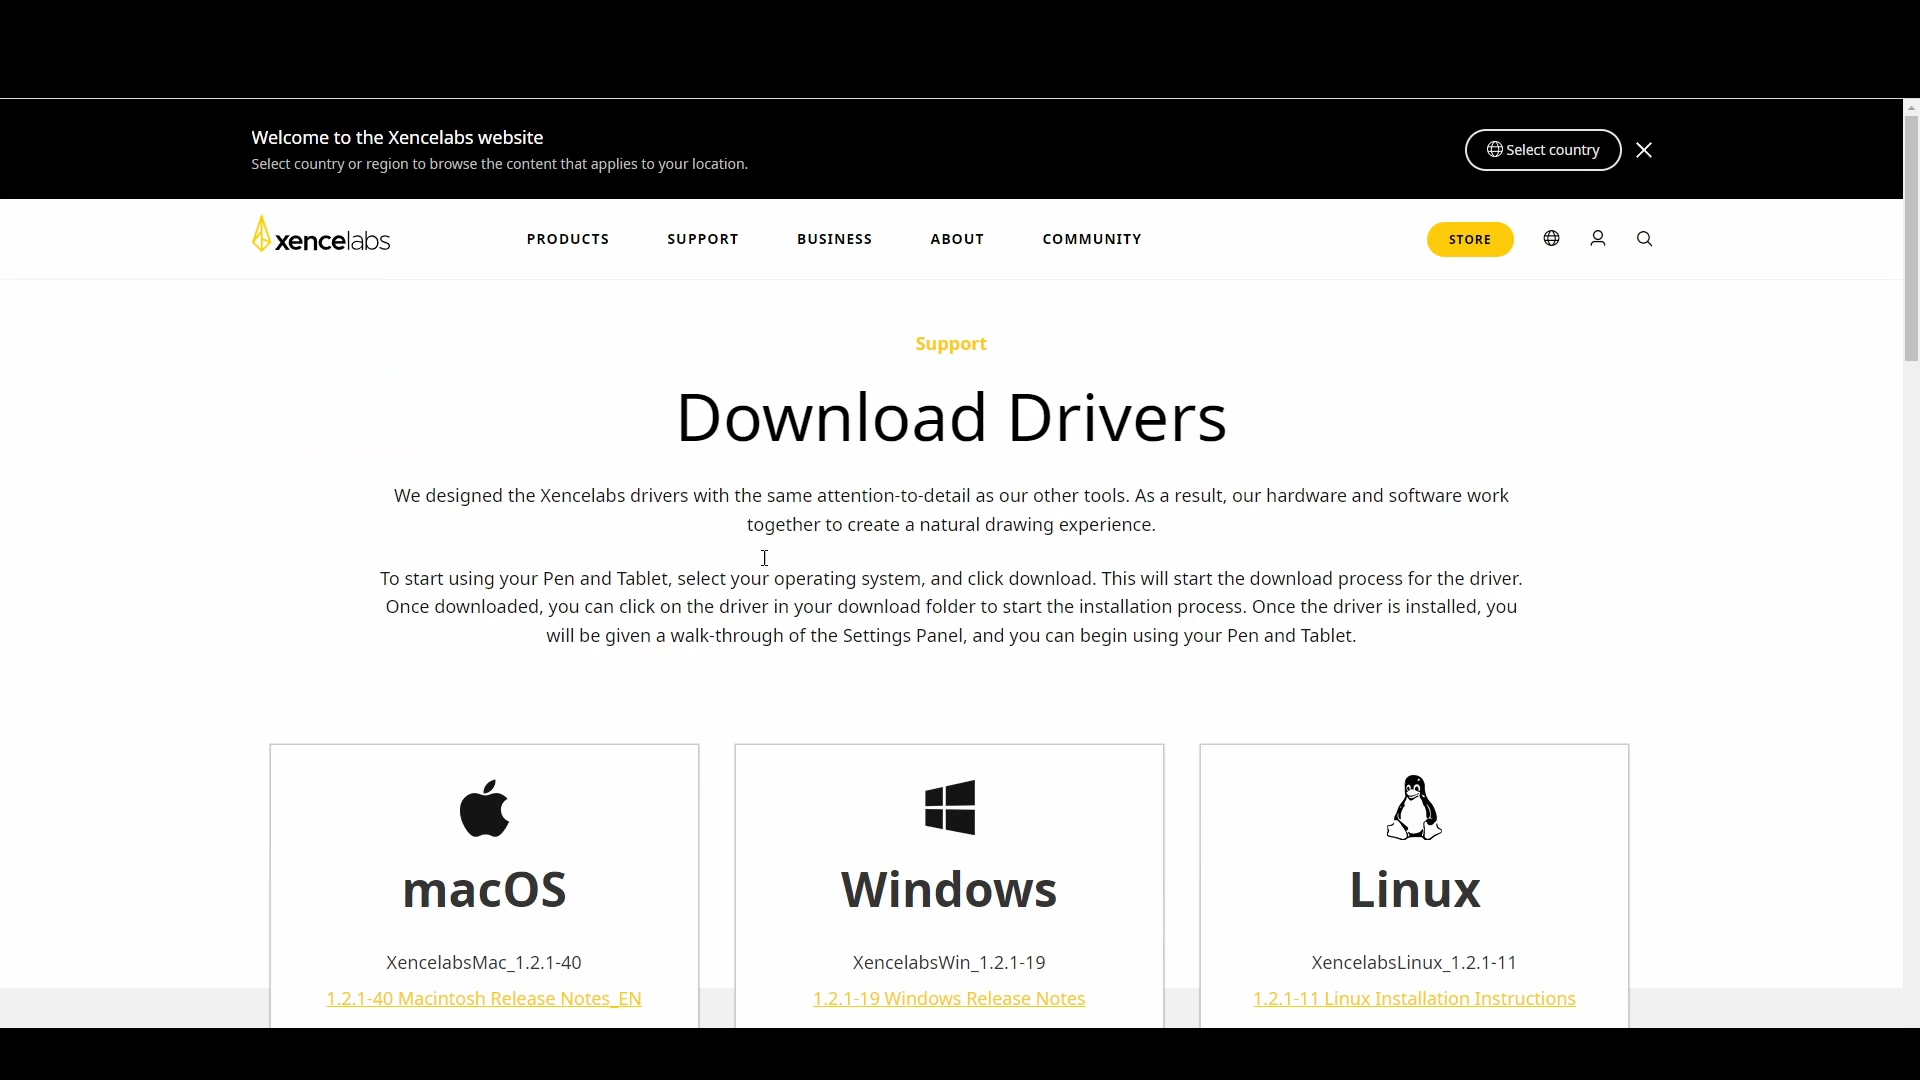 Welcome to the Xencelabs website
Select country or region to browse the content that applies to your location.
Select country
xencelabs
PRODUCTS
SUPPORT
BUSINESS
ABOUT
COMMUNITY
STORE
Support
Download Drivers
We designed the Xencelabs drivers with the same attention-to-detail as our other tools. As a result, our hardware and software work
together to create a natural drawing experience.
To start using your Pen and Tablet, select your operating system, and click download. This will start the download process for the driver.
Once downloaded, you can click on the driver in your download folder to start the installation process. Once the driver is installed, you
will be given a walk-through of the Settings Panel, and you can begin using your Pen and Tablet.
macOS
XencelabsMac_1.2.1-40
1.2.1-40 Macintosh Release Notes_EN
Windows
XencelabsWin_1.2.1-19
1.2.1-19 Windows Release Notes
Linux
XencelabsLinux_1.2.1-11
1.2.1-11 Linux Installation Instructions